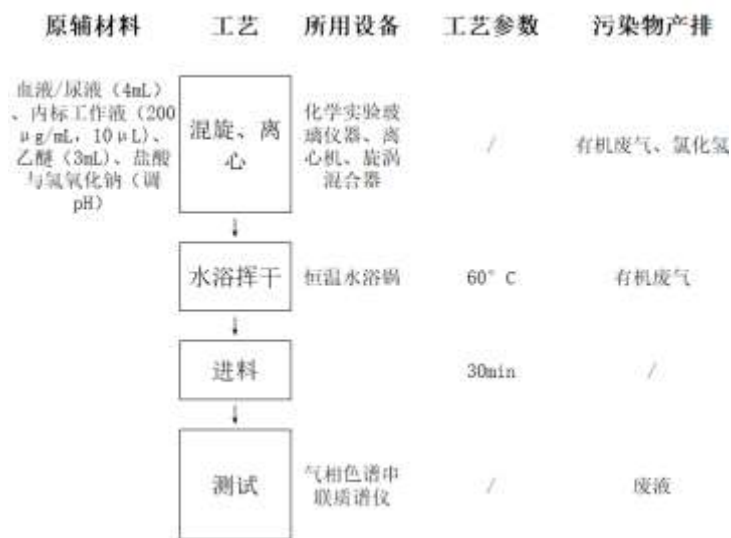 原辅材料 工艺 所用设备 工艺参数 污染物产排
血液/尿液（4mL）
、内标工作液（200
μg/mL，10μL）、
乙醚（3mL）、盐酸
与氢氧化钠（调
pH）
混旋、离
心
化学实验玻
璃仪器、离
心机、旋涡
混合器
/
有机废气、氯化氢
水浴挥干
恒温水浴锅
60°C
有机废气
进料
30min
/
测试
气相色谱串
联质谱仪
/
废液